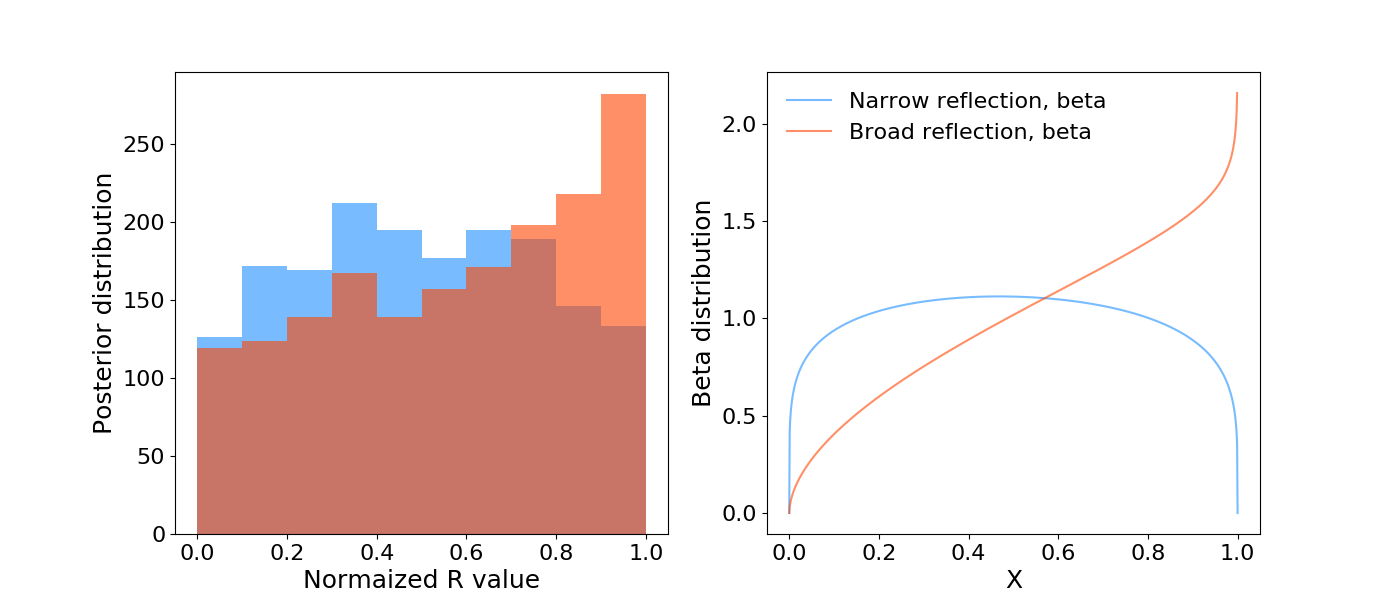 Posterior distribution
250
200
150
100
50
0
0.0 0.2 0.4 0.6 0.8 1.0
Normaized R value
Beta distribution
2.0
1.5
1.0
0.5
0.0
0.0 0.2 0.4 0.6 0.8 1.0
X
Narrow reflection, beta
Broad reflection, beta